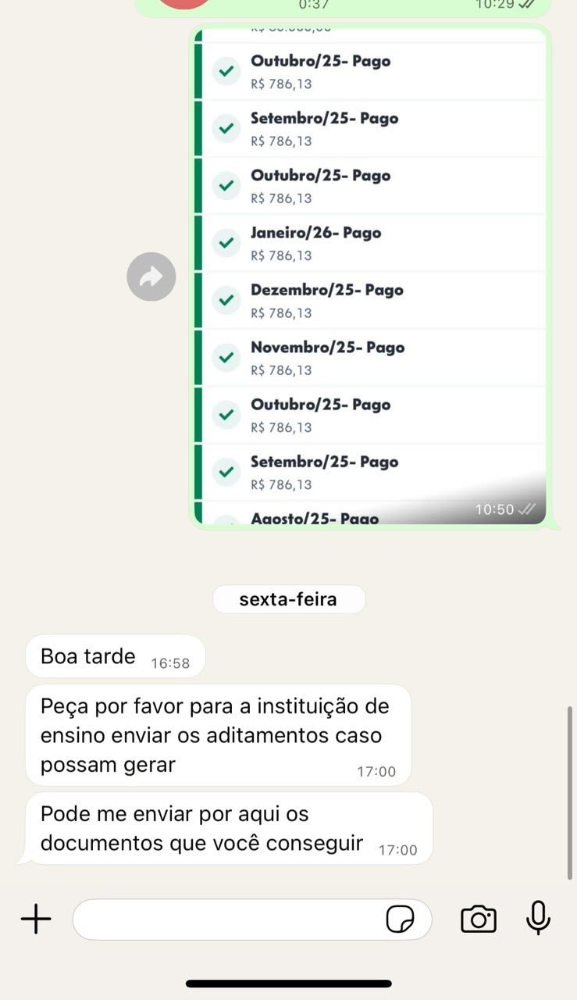 0:37
10:29
Outubro/25- Pago
R$ 786,13
Setembro/25- Pago
R$ 786,13
Outubro/25- Pago
R$ 786,13
Janeiro/26- Pago
R$ 786,13
Dezembro/25- Pago
R$ 786,13
Novembro/25- Pago
R$ 786,13
Outubro/25- Pago
R$ 786,13
Setembro/25- Pago
R$ 786,13
Agosto/25- Pago
10:50
sexta-feira
Boa tarde 16:58
Peça por favor para a instituição de
ensino enviar os aditamentos caso
possam gerar 17:00
Pode me enviar por aqui os
documentos que você conseguir 17:00